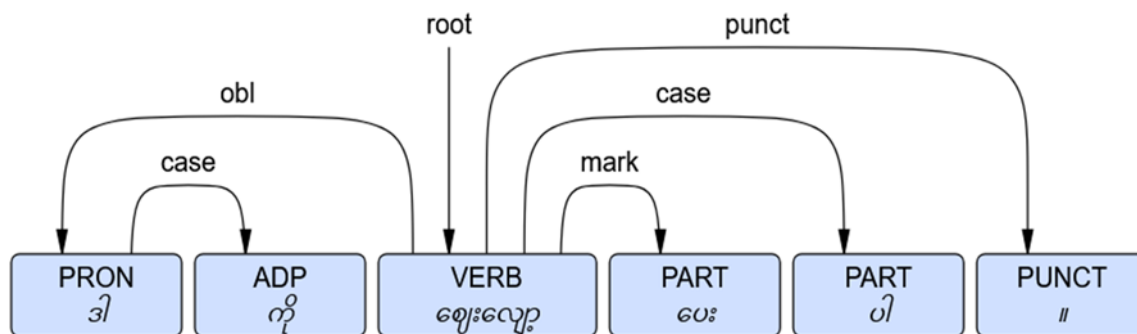 root punct
obl case
case mark
PRON ADP VERB PART PART PUNCT
ဒါ ကို ဈေးလျှော့ ပေး ပါ ။